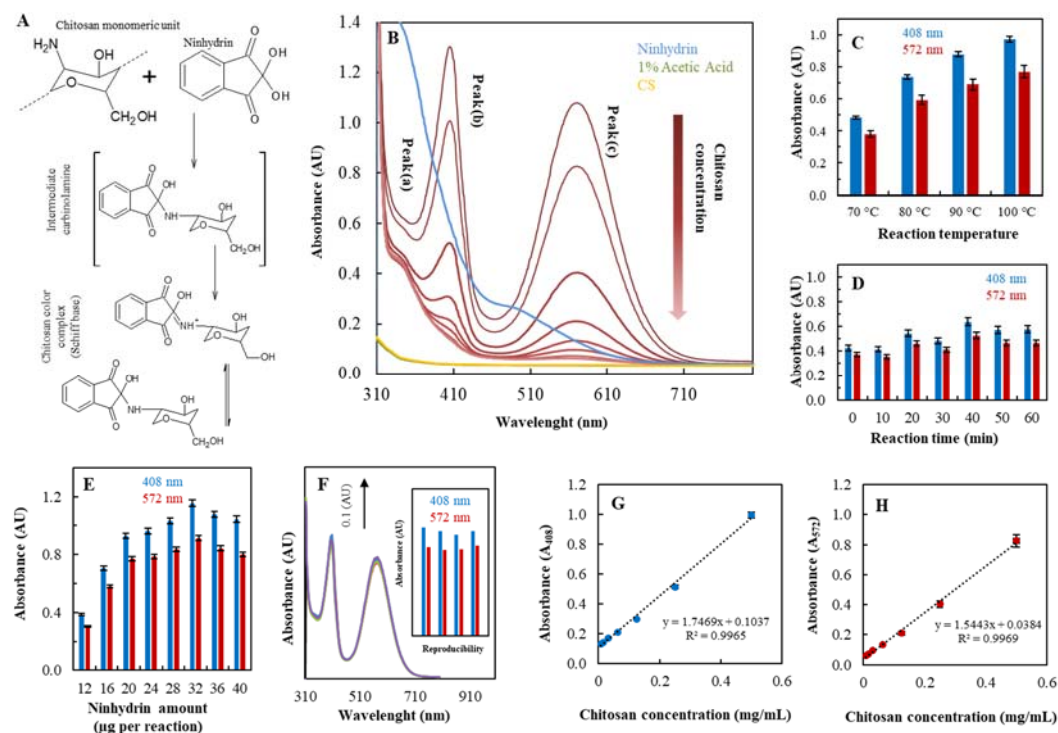 A
Chitosan monomeric unit
H₂N
OH
O
CH₂OH
+
Ninhydrin
O
OH
OH
O
Intermediate
carbinolamine
O
OH
NH
O
OH
O
CH₂OH
Chitosan color
complex
(Schiff base)
O
OH
NH⁺
O
OH
O
OH
O
OH
NH
O
OH
O
OH
B
Ninhydrin
1% Acetic Acid
CS
Peak(a)
Peak(b)
Peak(c)
Chitosan
concentration
Absorbance (AU)
1.4
1.2
1.0
0.8
0.6
0.4
0.2
0.0
310 410 510 610 710
Wavelenght (nm)
C
408 nm
572 nm
Absorbance (AU)
1.0
0.8
0.6
0.4
0.2
0.0
70 °C 80 °C 90 °C 100 °C
Reaction temperature
D
408 nm
572 nm
Absorbance (AU)
1.0
0.8
0.6
0.4
0.2
0.0
0 10 20 30 40 50 60
Reaction time (min)
E
408 nm
572 nm
Absorbance (AU)
1.2
0.8
0.4
0.0
12 16 20 24 28 32 36 40
Ninhydrin amount
(µg per reaction)
F
0.1 (AU)
408 nm
572 nm
Absorbance (AU)
Reproducibility
Absorbance (AU)
310 510 710 910
Wavelenght (nm)
G
Absorbance (A₄₀₈)
1.2
1.0
0.8
0.6
0.4
0.2
0.0
y = 1.7469x + 0.1037
R² = 0.9965
0 0.2 0.4 0.6
Chitosan concentration (mg/mL)
H
Absorbance (A₅₇₂)
1.0
0.8
0.6
0.4
0.2
0.0
y = 1.5443x + 0.0384
R² = 0.9969
0 0.2 0.4 0.6
Chitosan concentration (mg/mL)